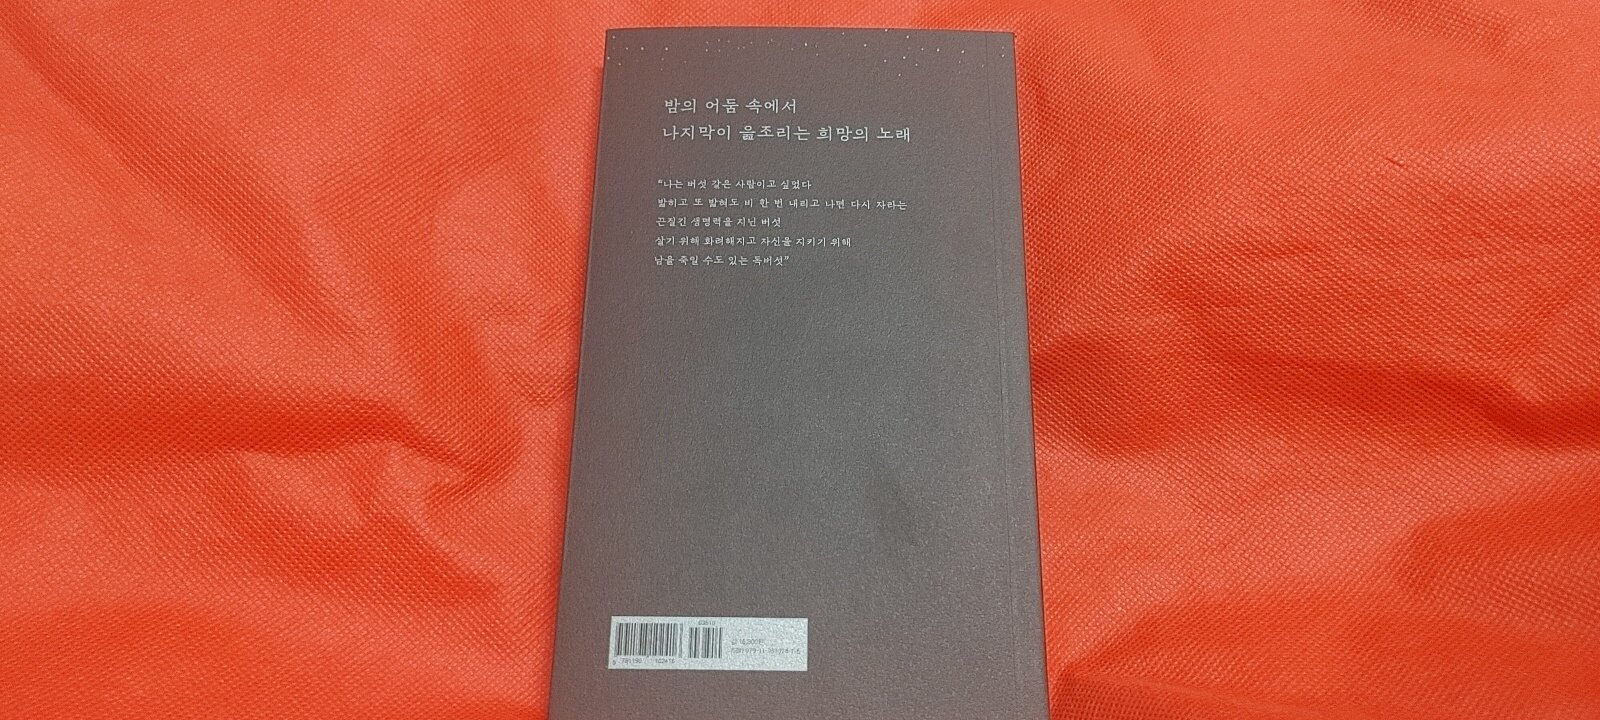 밤의 어둠 속에서
나지막이 읊조리는 희망의 노래
“나는 버섯 같은 사람이고 싶었다
밟히고 또 밟혀도 비 한 번 내리고 나면 다시 자라는
끈질긴 생명력을 지닌 버섯
살기 위해 화려해지고 자신을 지키기 위해
남을 죽일 수도 있는 독버섯”
03810